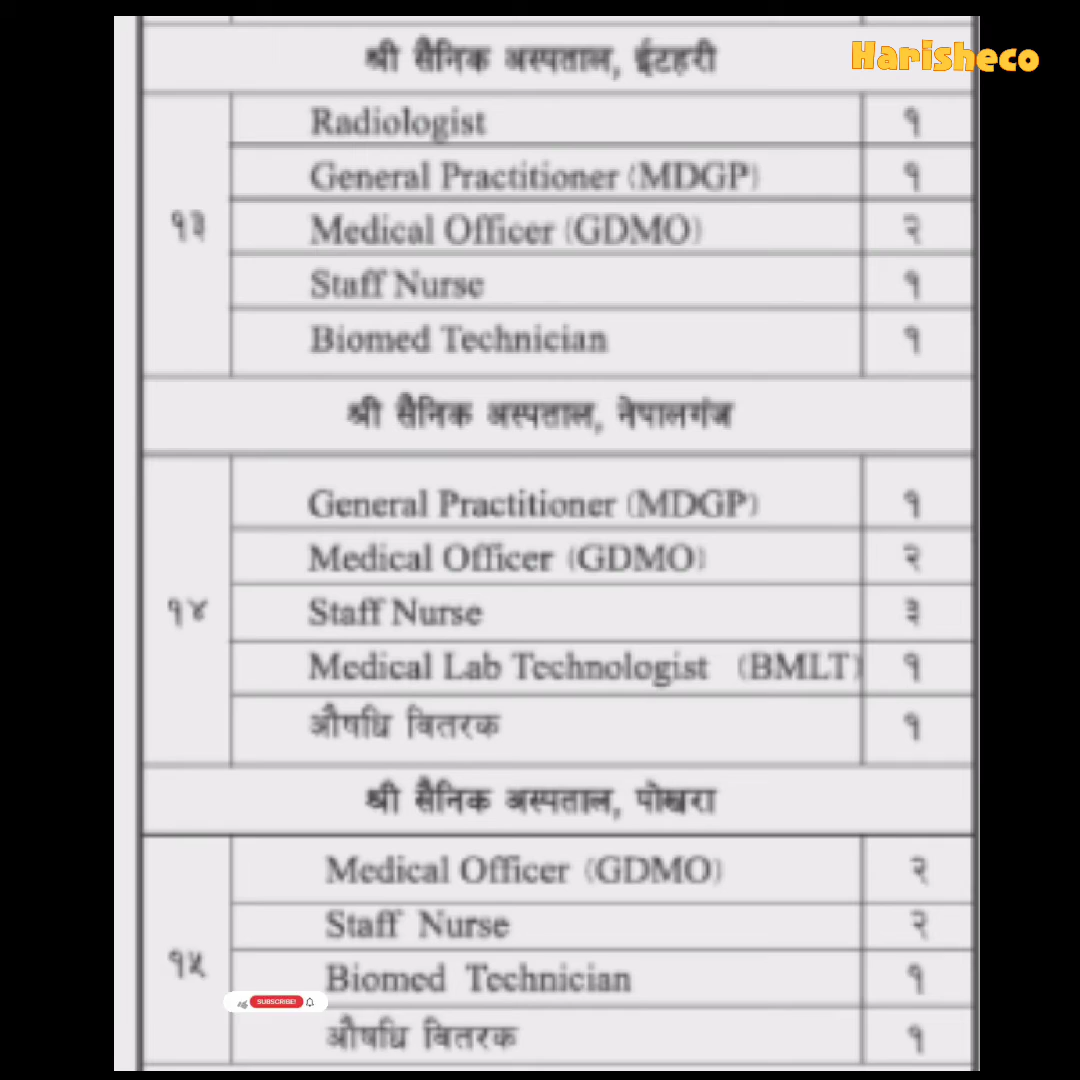 Harisheco
श्री सैनिक अस्पताल, ईटहरी
१३
Radiologist १
General Practitioner (MDGP) १
Medical Officer (GDMO) २
Staff Nurse १
Biomed Technician १
श्री सैनिक अस्पताल, नेपालगंज
१४
General Practitioner (MDGP) १
Medical Officer (GDMO) २
Staff Nurse ३
Medical Lab Technologist (BMLT) १
औषधि वितरक १
श्री सैनिक अस्पताल, पोखरा
१५
Medical Officer (GDMO) २
Staff Nurse २
Biomed Technician १
SUBSCRIBE!
औषधि वितरक १